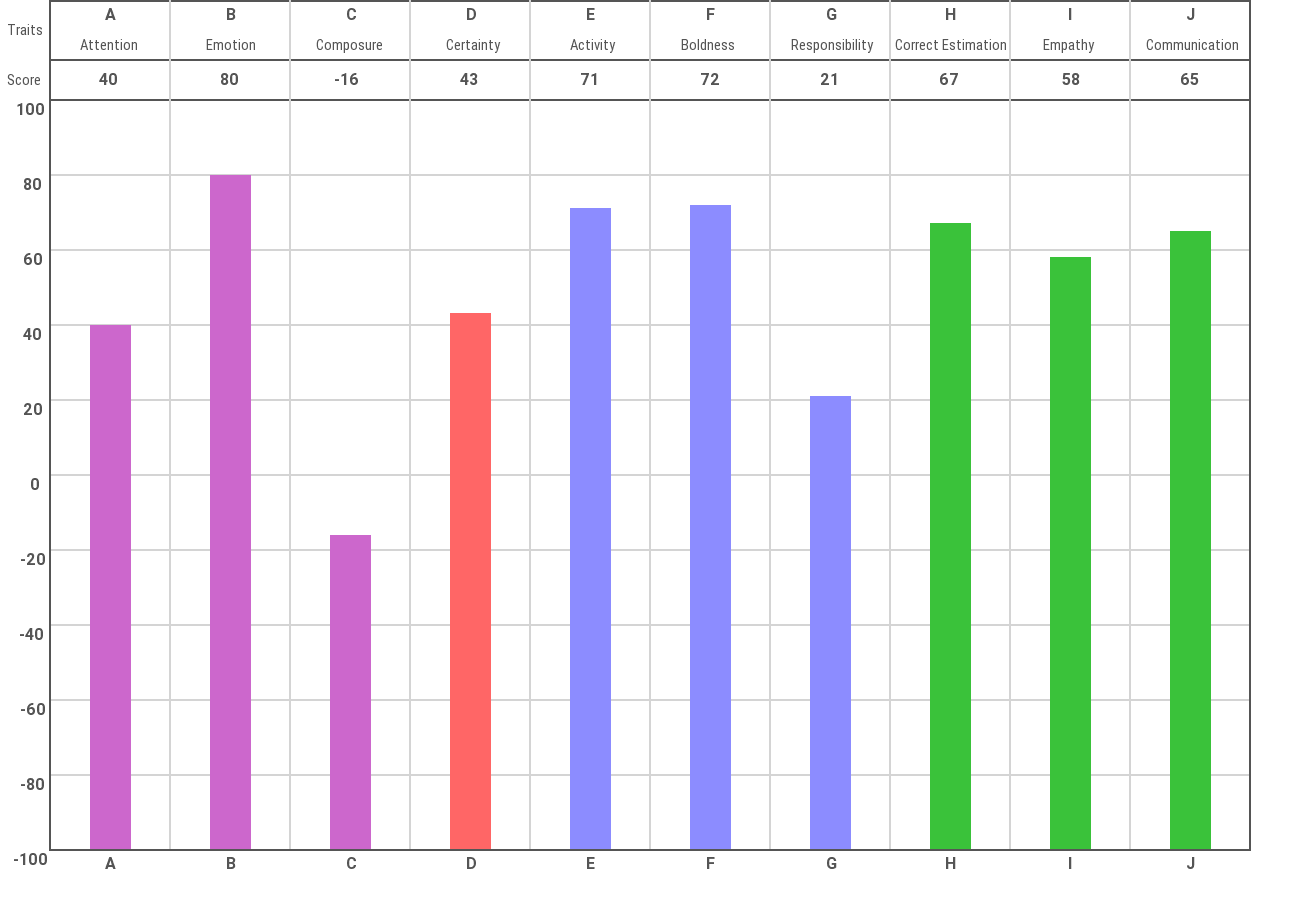 A B C D E F G H I J
Traits
Attention Emotion Composure Certainty Activity Boldness Responsibility Correct Estimation Empathy Communication
Score 40 80 -16 43 71 72 21 67 58 65
100
80
60
40
20
0
-20
-40
-60
-80
-100
A B C D E F G H I J